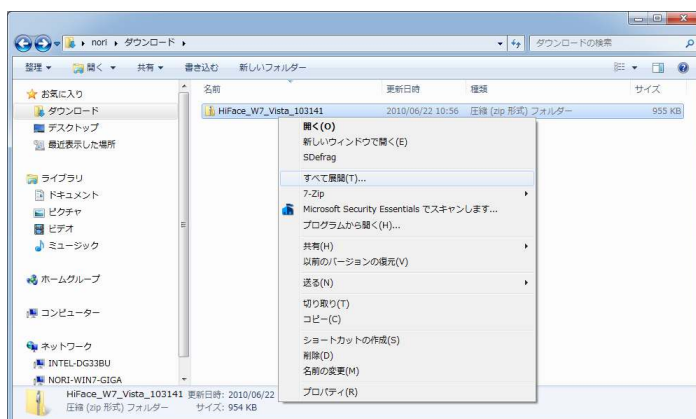 nori ▸ ダウンロード ▸
ダウンロードの検索
整理 ▼ 開く ▼ 共有 ▼ 書き込む 新しいフォルダー
名前 更新日時 種類 サイズ
HiFace_W7_Vista_103141 2010/06/22 10:56 圧縮 (zip 形式) フォルダー 955 KB
お気に入り
ダウンロード
デスクトップ
最近表示した場所
ライブラリ
ドキュメント
ピクチャ
ビデオ
ミュージック
ホームグループ
コンピューター
ネットワーク
INTEL-DG33BU
NORI-WIN7-GIGA
開く(O)
新しいウィンドウで開く(E)
SDefrag
すべて展開(T)...
7-Zip
Microsoft Security Essentials でスキャンします...
プログラムから開く(H)...
共有(H)
以前のバージョンの復元(V)
送る(N)
切り取り(T)
コピー(C)
ショートカットの作成(S)
削除(D)
名前の変更(M)
プロパティ(R)
HiFace_W7_Vista_103141 更新日時: 2010/06/22
圧縮 (zip 形式) フォルダー サイズ: 954 KB